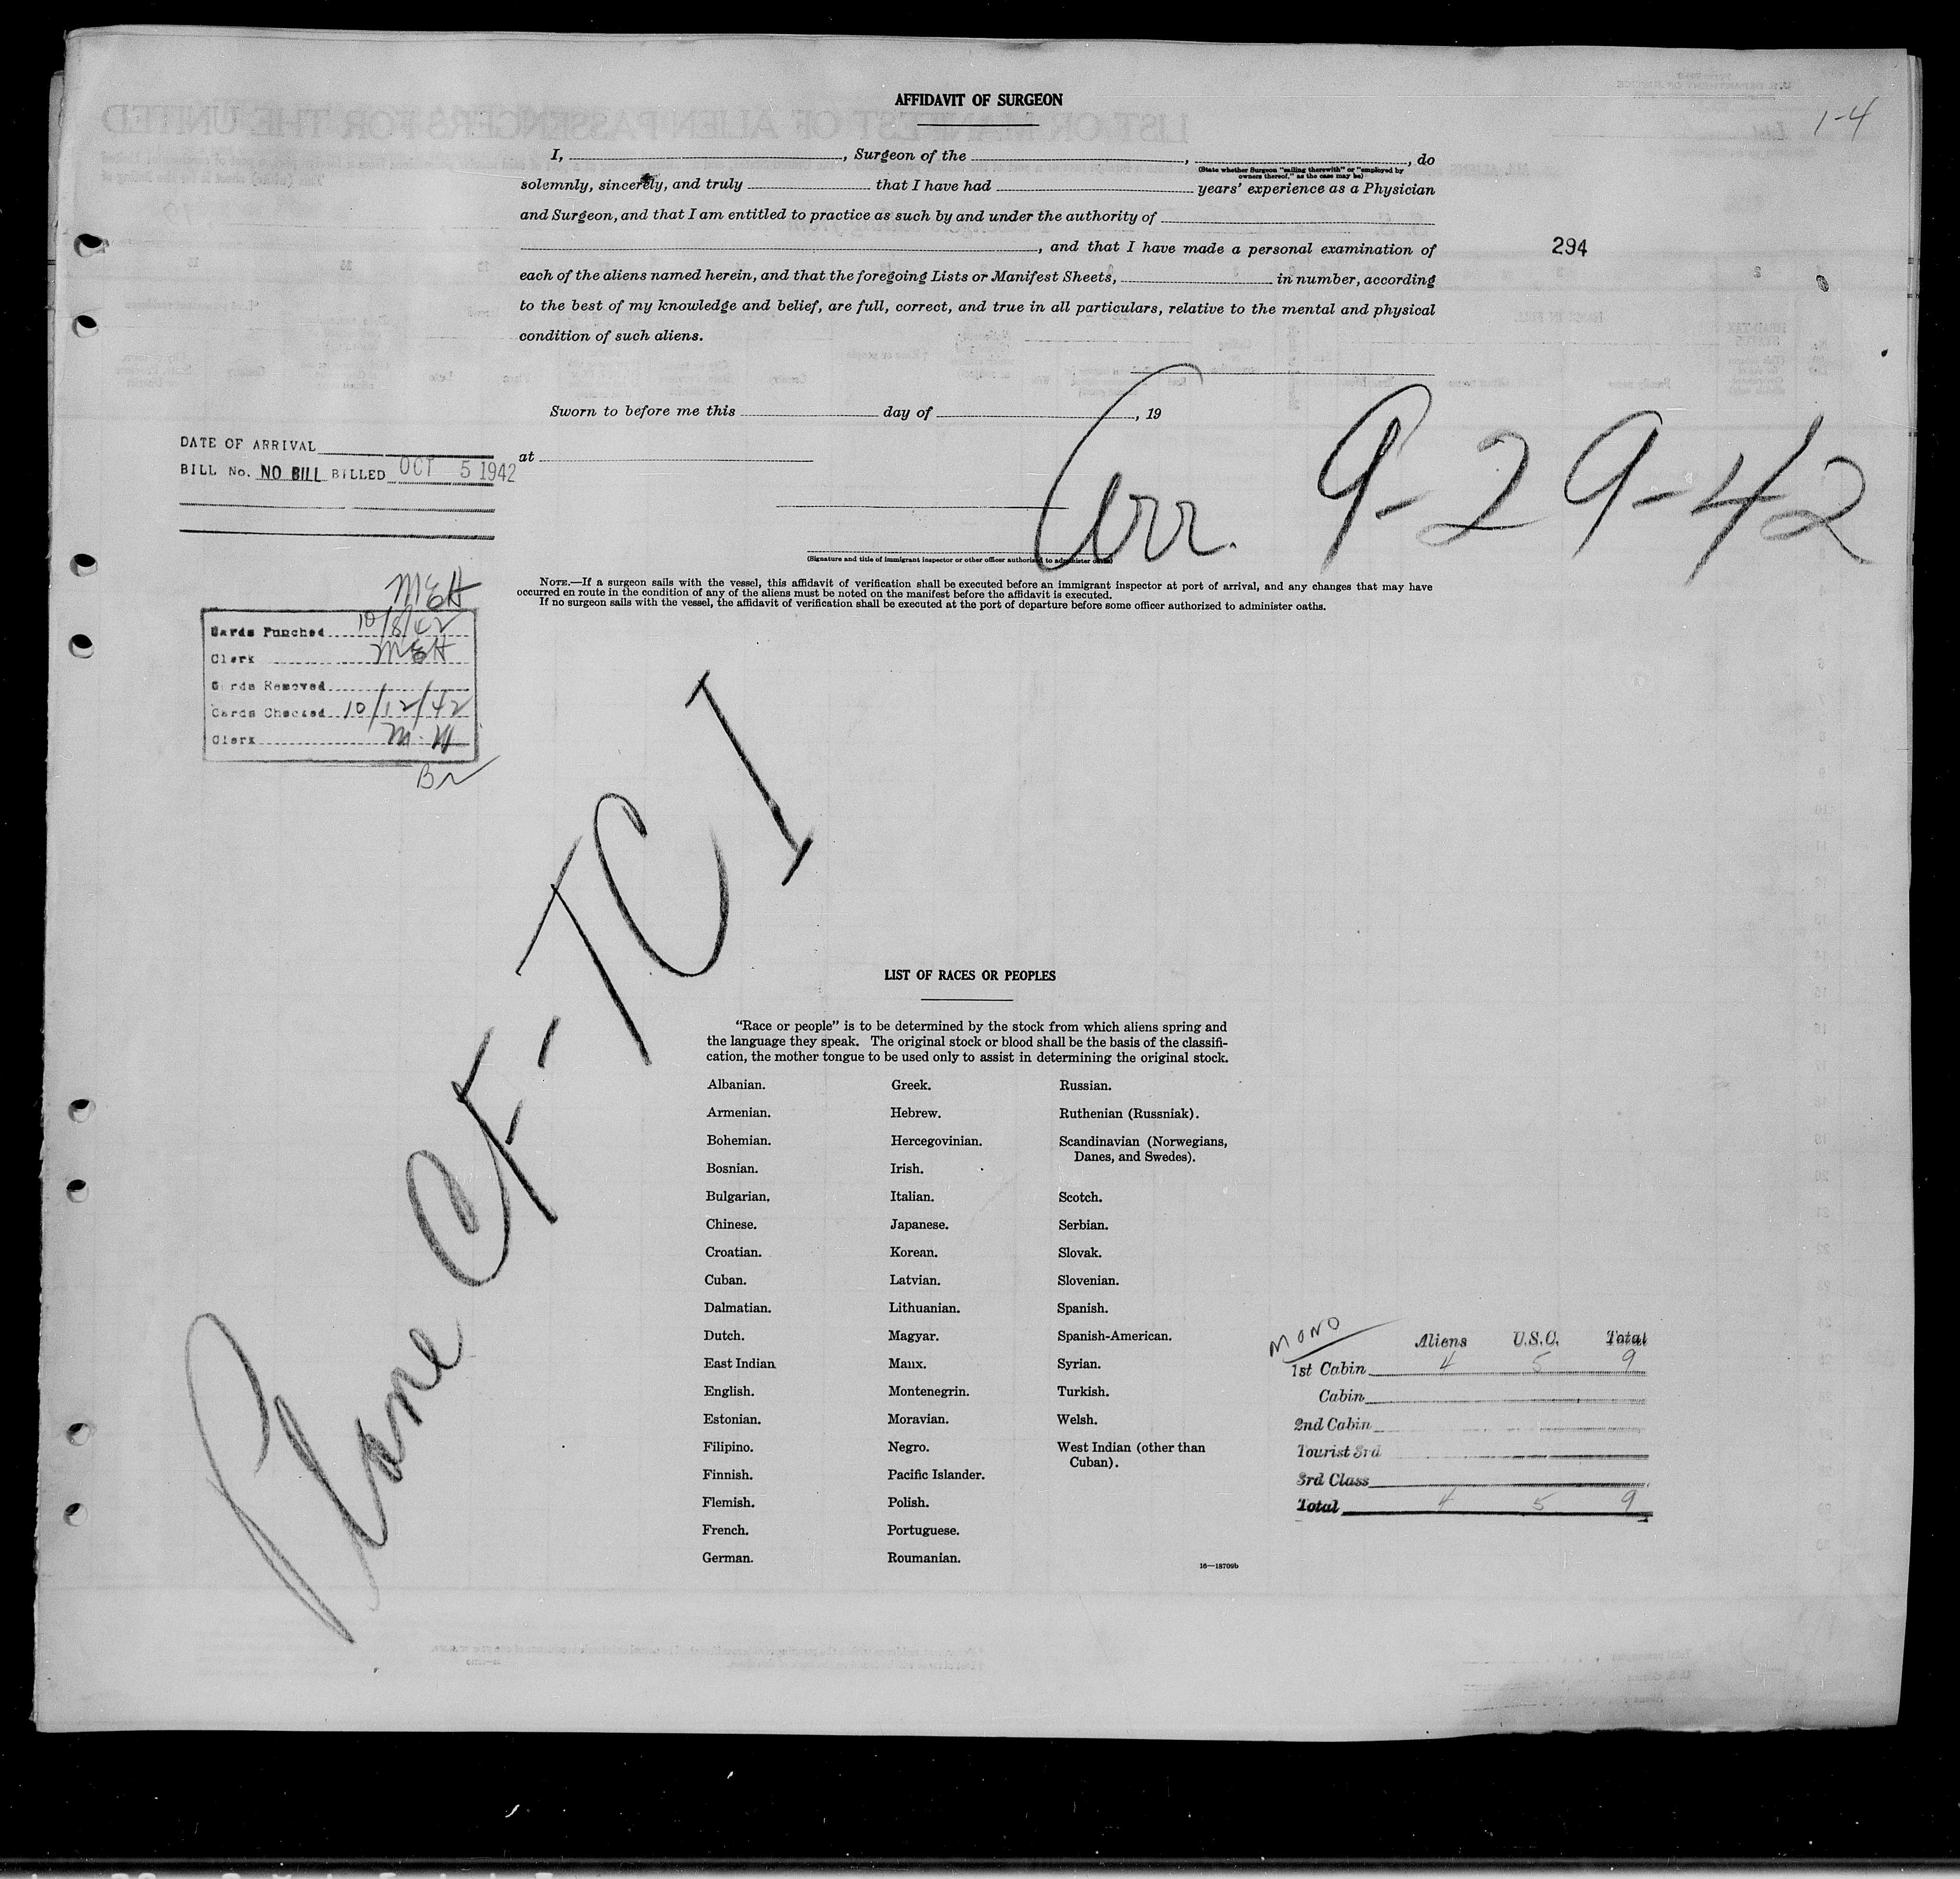 AFFIDAVIT OF SURGEON
1-4
I, , Surgeon of the , , do
(State whether Surgeon "sailing therewith" or "employed by
owners thereof," as the case may be)
solemnly, sincerely, and truly that I have had years' experience as a Physician
and Surgeon, and that I am entitled to practice as such by and under the authority of
, and that I have made a personal examination of
294
each of the aliens named herein, and that the foregoing Lists or Manifest Sheets, in number, according
to the best of my knowledge and belief, are full, correct, and true in all particulars, relative to the mental and physical
condition of such aliens.
Sworn to before me this day of , 19
at
DATE OF ARRIVAL
BILL No. NO BILL BILLED OCT 5 1942
Arr. 9-29-42
(Signature and title of immigrant inspector or other officer authorized to administer oaths)
NOTE.—If a surgeon sails with the vessel, this affidavit of verification shall be executed before an immigrant inspector at port of arrival, and any changes that may have
occurred en route in the condition of any of the aliens must be noted on the manifest before the affidavit is executed.
If no surgeon sails with the vessel, the affidavit of verification shall be executed at the port of departure before some officer authorized to administer oaths.
MEH
Cards Punched 10/8/42
Clerk MEH
Cards Removed
Cards Checked 10/12/42
Clerk M.H
Plane CF-TCI
LIST OF RACES OR PEOPLES
"Race or people" is to be determined by the stock from which aliens spring and
the language they speak. The original stock or blood shall be the basis of the classifi-
cation, the mother tongue to be used only to assist in determining the original stock.
Albanian.
Armenian.
Bohemian.
Bosnian.
Bulgarian.
Chinese.
Croatian.
Cuban.
Dalmatian.
Dutch.
East Indian
English.
Estonian.
Filipino.
Finnish.
Flemish.
French.
German.
Greek.
Hebrew.
Hercegovinian.
Irish.
Italian.
Japanese.
Korean.
Latvian.
Lithuanian.
Magyar.
Manx.
Montenegrin.
Moravian.
Negro.
Pacific Islander.
Polish.
Portuguese.
Roumanian.
Russian.
Ruthenian (Russniak).
Scandinavian (Norwegians,
Danes, and Swedes).
Scotch.
Serbian.
Slovak.
Slovenian.
Spanish.
Spanish-American.
Syrian.
Turkish.
Welsh.
West Indian (other than
Cuban).
16—18709b
MONO
Aliens U.S.C. Total
1st Cabin 4 5 9
Cabin
2nd Cabin
Tourist 3rd
3rd Class
Total 4 5 9